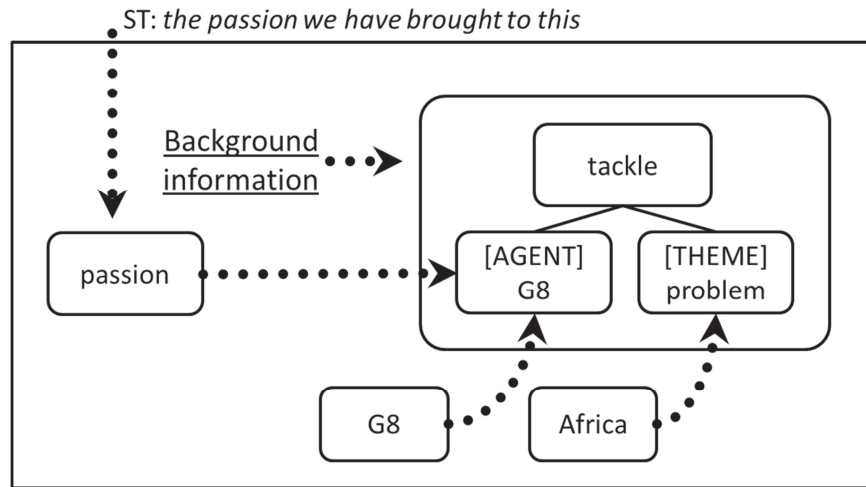 ST: the passion we have brought to this
Background
information
tackle
passion
[AGENT]
G8
[THEME]
problem
G8
Africa